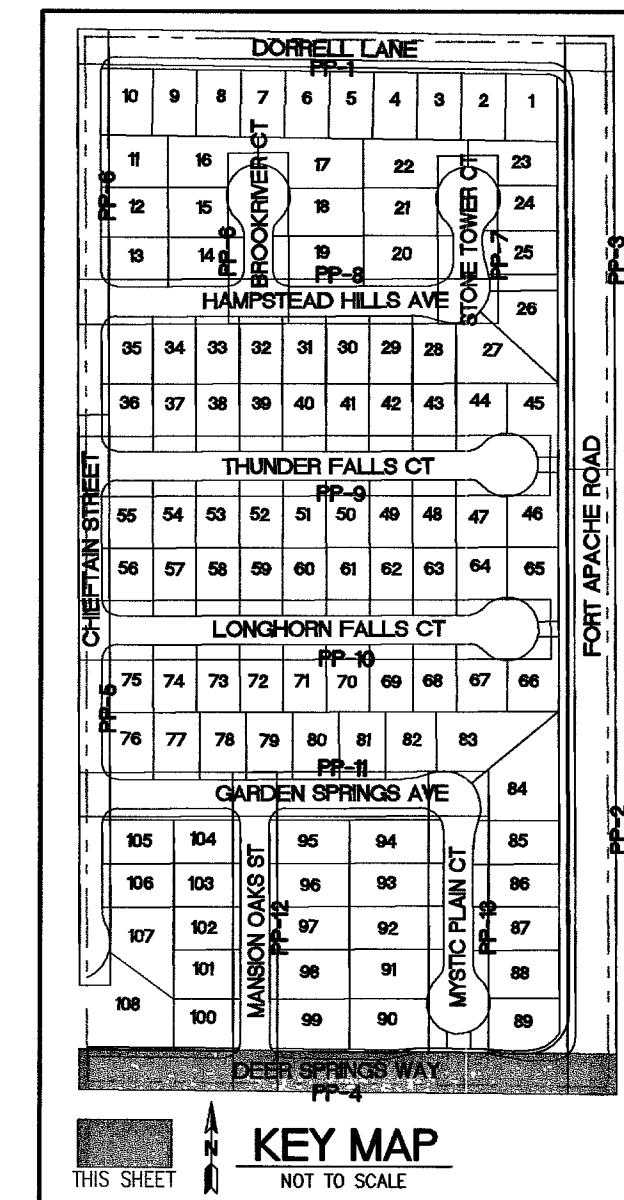 DORRELL LANE
PP-1
10 9 8 7 6 5 4 3 2 1
11 16 17 22 23
12 15 18 21 24
13 14 19 20 25
26
PP-6
PP-6
BROOKRIVER CT
STONE TOWER CT
PP-7
PP-3
PP-8
HAMPSTEAD HILLS AVE
35 34 33 32 31 30 29 28 27
36 37 38 39 40 41 42 43 44 45
THUNDER FALLS CT
PP-9
CHIEFTAIN STREET
FORT APACHE ROAD
55 54 53 52 51 50 49 48 47 46
56 57 58 59 60 61 62 63 64 65
LONGHORN FALLS CT
PP-10
PP-5
75 74 73 72 71 70 69 68 67 66
76 77 78 79 80 81 82 83
PP-11
GARDEN SPRINGS AVE
84
PP-2
105 104 95 94 85
106 103 96 93 86
107 102 97 92 87
101 98 91 88
108 100 99 90 89
MANSION OAKS ST
PP-12
MYSTIC PLAIN CT
PP-13
DEER SPRINGS WAY
PP-4
THIS SHEET
N
KEY MAP
NOT TO SCALE